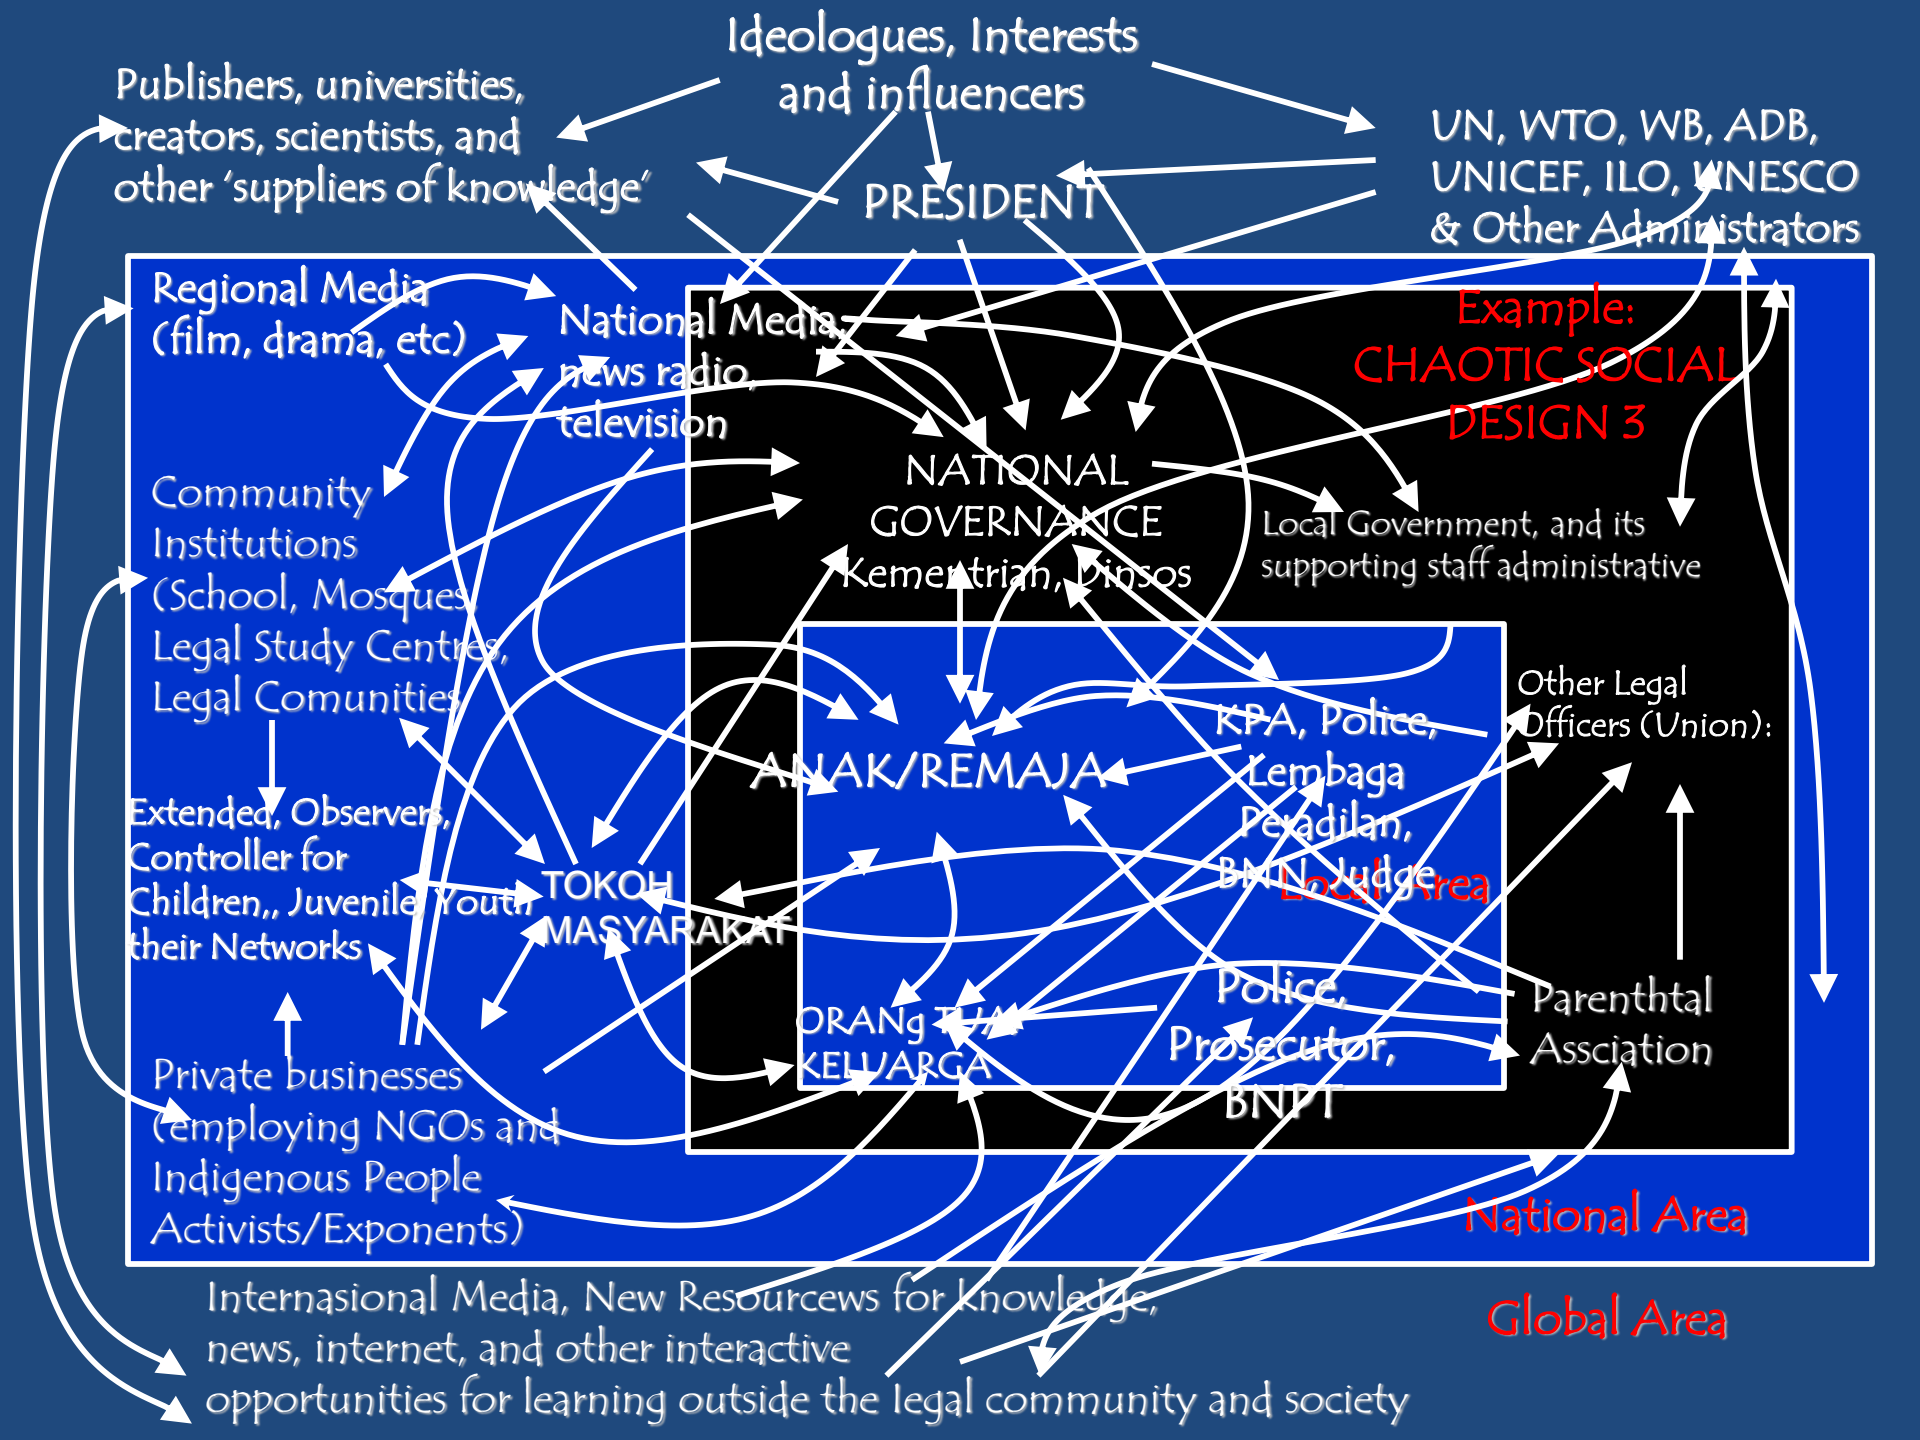 Ideologues, Interests
and influencers
Publishers, universities,
creators, scientists, and
other ‘suppliers of knowledge’
UN, WTO, WB, ADB,
UNICEF, ILO, UNESCO
& Other Administrators
PRESIDENT
Regional Media
(film, drama, etc)
National Media,
news radio,
television
Example:
CHAOTIC SOCIAL
DESIGN 3
Community
Institutions
(School, Mosques,
Legal Study Centres,
Legal Comunities
NATIONAL
GOVERNANCE
Kementrian, Dinsos
Local Government, and its
supporting staff administrative
Other Legal
Officers (Union):
KPA, Police,
Lembaga
Peradilan,
BNN, Judge
Local Area
ANAK/REMAJA
Extended, Observers,
Controller for
Children,, Juvenile, Youth
their Networks
TOKOH
MASYARAKAT
ORANg TUA/
KELUARGA
Police,
Prosecutor,
BNPT
Parenthtal
Assciation
Private businesses
(employing NGOs and
Indigenous People
Activists/Exponents)
National Area
Internasional Media, New Resourcews for knowledge,
news, internet, and other interactive
opportunities for learning outside the legal community and society
Global Area